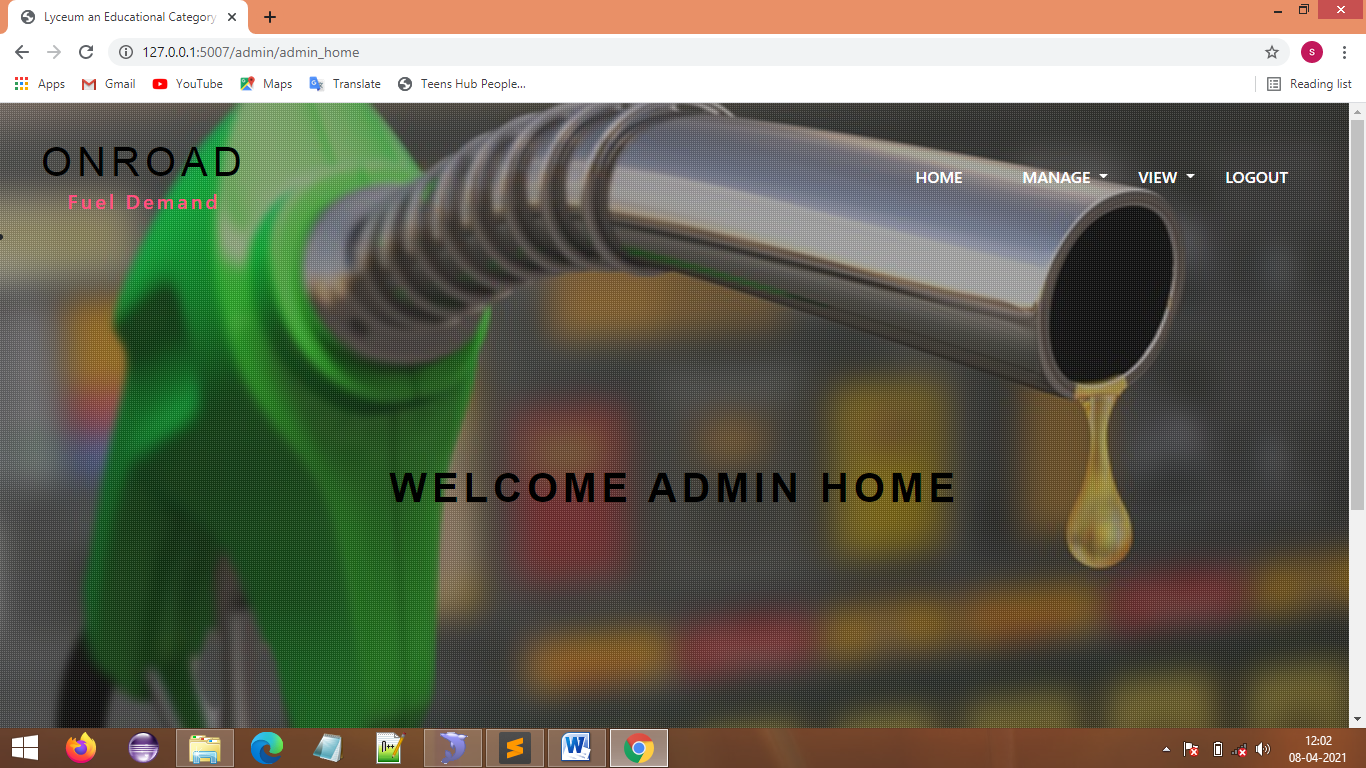 Lyceum an Educational Category
127.0.0.1:5007/admin/admin_home
S
Apps
Gmail
YouTube
Maps
Translate
Teens Hub People...
Reading list
ONROAD
Fuel Demand
HOME
MANAGE
VIEW
LOGOUT
WELCOME ADMIN HOME
12:02
08-04-2021